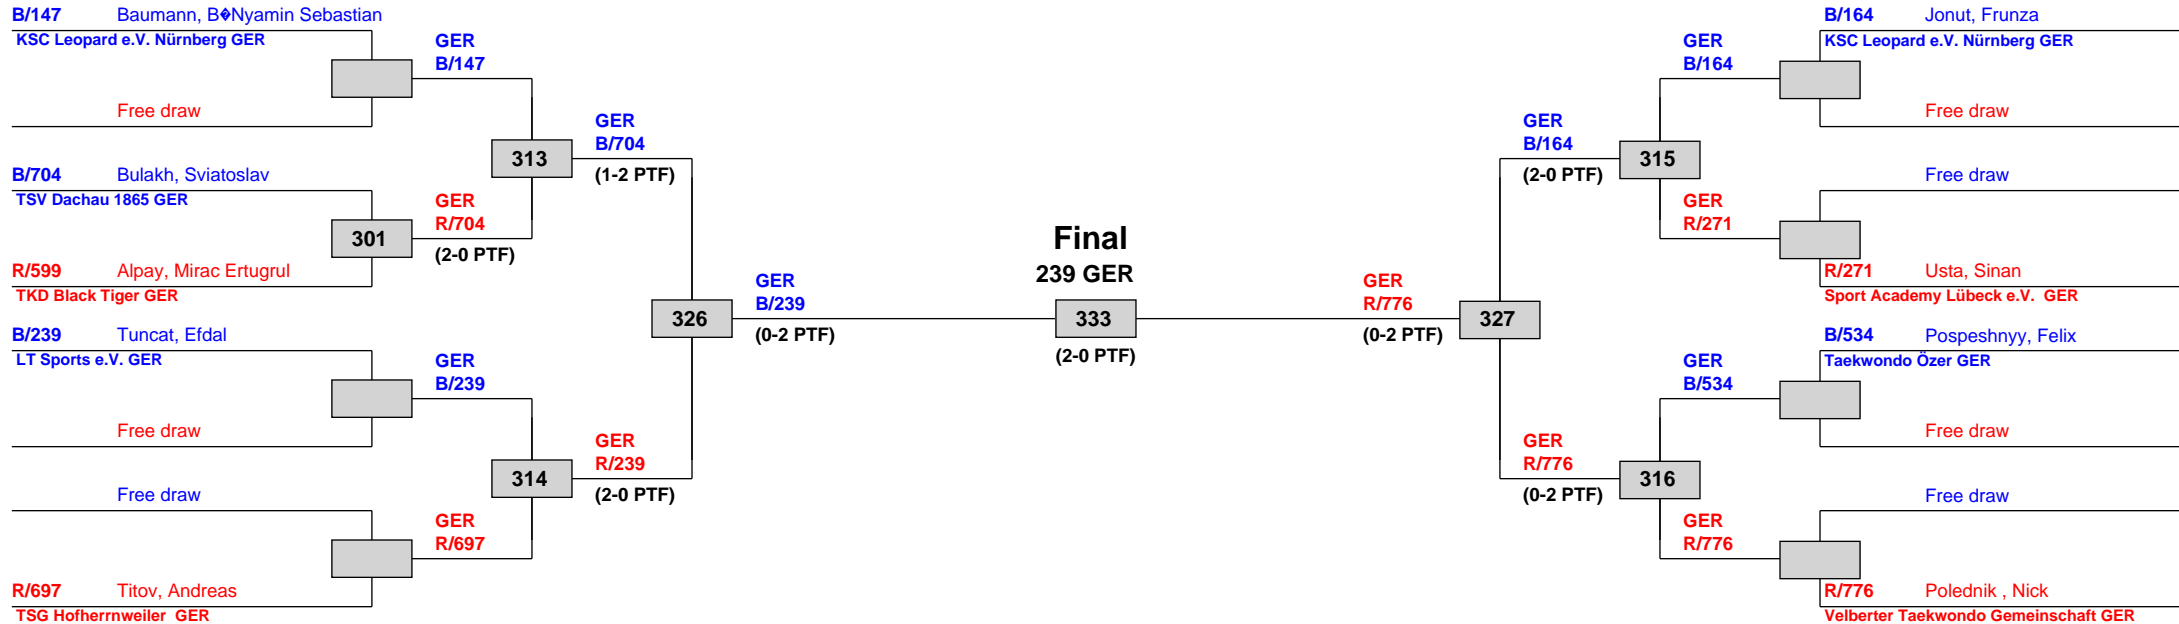 B/147 Baumann, B�Nyamin Sebastian
KSC Leopard e.V. Nürnberg GER
Free draw
B/704 Bulakh, Sviatoslav
TSV Dachau 1865 GER
301
R/599 Alpay, Mirac Ertugrul
TKD Black Tiger GER
B/239 Tuncat, Efdal
LT Sports e.V. GER
Free draw
Free draw
R/697 Titov, Andreas
TSG Hofherrnweiler GER
GER
B/147
313
GER
R/704
(2-0 PTF)
GER
B/239
314
GER
R/697
GER
B/704
(1-2 PTF)
326
GER
R/239
(2-0 PTF)
GER
B/239
(0-2 PTF)
Final
239 GER
333
(2-0 PTF)
GER
R/776
(0-2 PTF)
327
GER
B/164
(2-0 PTF)
315
GER
R/776
(0-2 PTF)
316
GER
B/164
GER
R/271
GER
B/534
GER
R/776
B/164 Jonut, Frunza
KSC Leopard e.V. Nürnberg GER
Free draw
Free draw
R/271 Usta, Sinan
Sport Academy Lübeck e.V. GER
B/534 Pospeshnyy, Felix
Taekwondo Özer GER
Free draw
Free draw
R/776 Polednik , Nick
Velberter Taekwondo Gemeinschaft GER